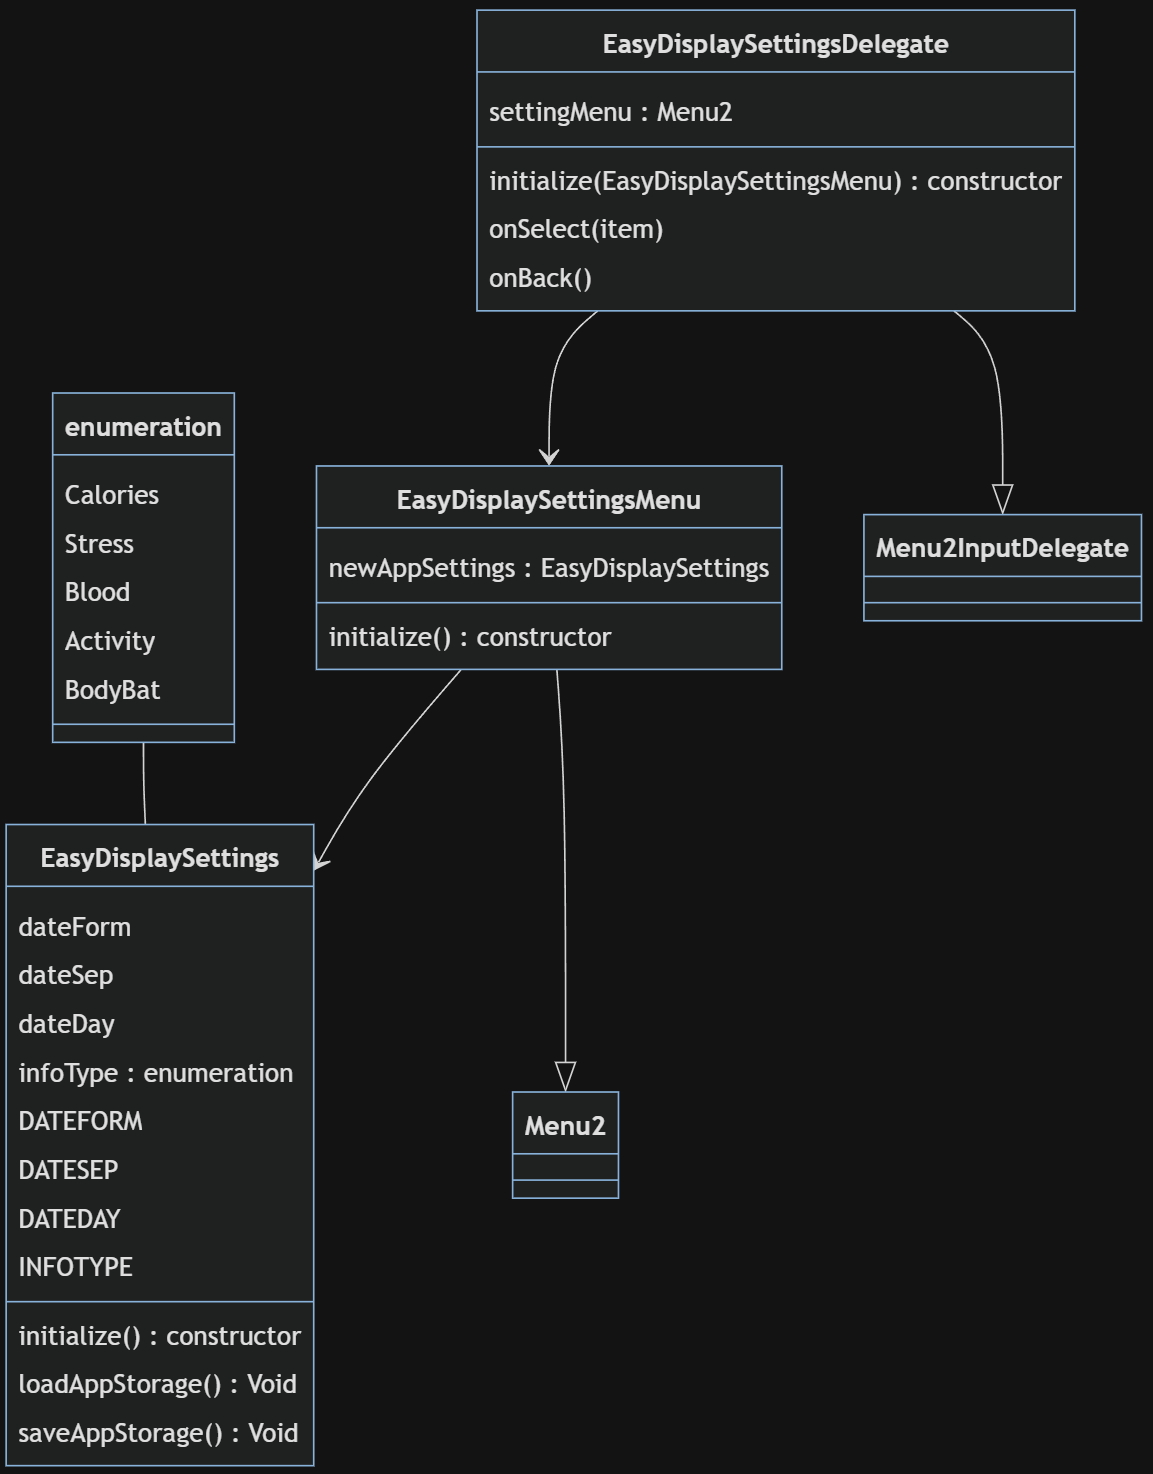 EasyDisplaySettingsDelegate
settingMenu : Menu2
initialize(EasyDisplaySettingsMenu) : constructor
onSelect(item)
onBack()
enumeration
Calories
Stress
Blood
Activity
BodyBat
EasyDisplaySettingsMenu
newAppSettings : EasyDisplaySettings
initialize() : constructor
Menu2InputDelegate
EasyDisplaySettings
dateForm
dateSep
dateDay
infoType : enumeration
DATEFORM
DATESEP
DATEDAY
INFOTYPE
initialize() : constructor
loadAppStorage() : Void
saveAppStorage() : Void
Menu2